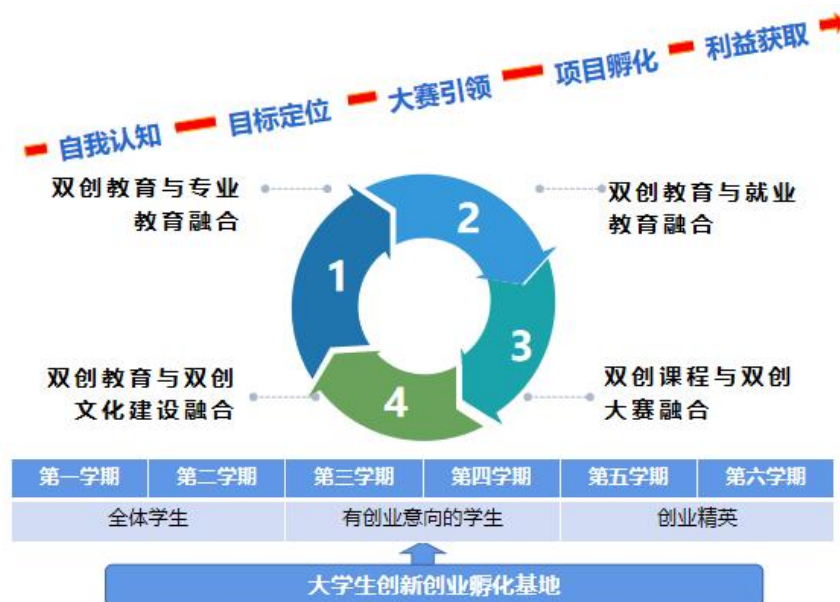 自我认知 目标定位 大赛引领 项目孵化 利益获取
双创教育与专业
教育融合
双创教育与就业
教育融合
1
2
3
4
双创教育与双创
文化建设融合
双创课程与双创
大赛融合
第一学期 第二学期 第三学期 第四学期 第五学期 第六学期
全体学生 有创业意向的学生 创业精英
大学生创新创业孵化基地